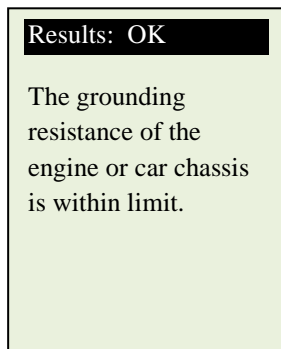 Results: OK
The grounding
resistance of the
engine or car chassis
is within limit.